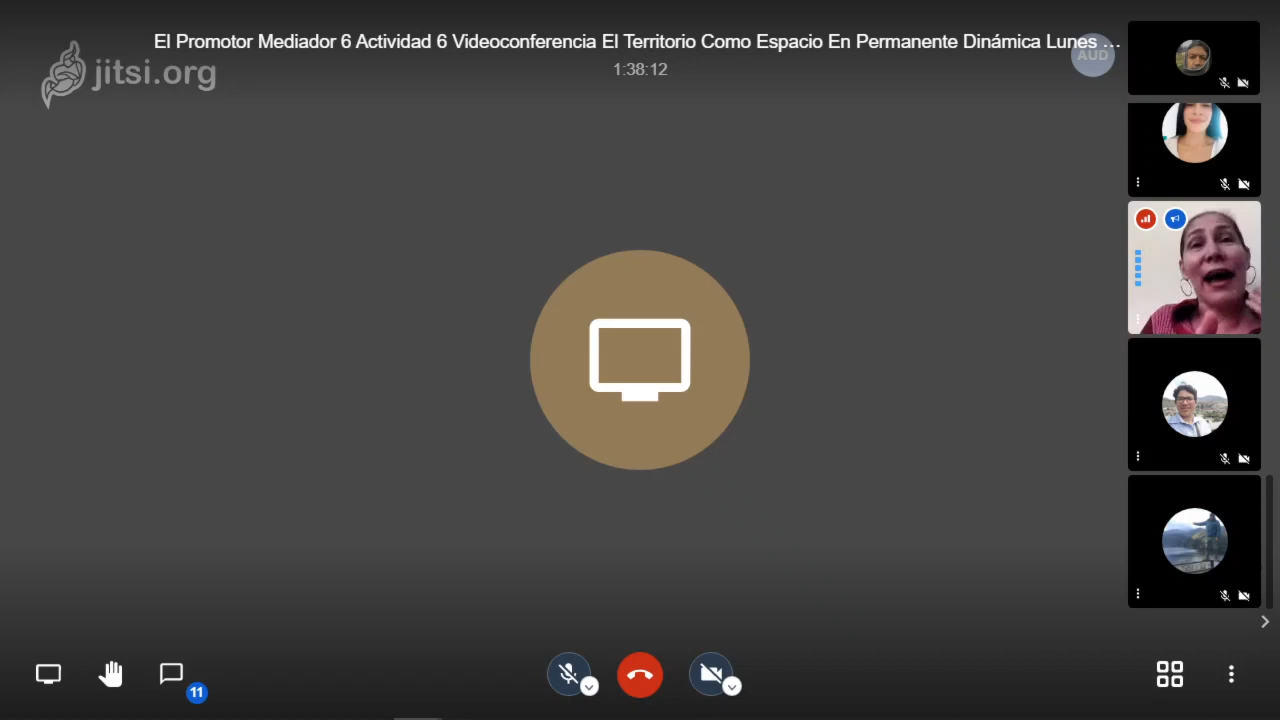 El Promotor Mediador 6 Actividad 6 Videoconferencia El Territorio Como Espacio En Permanente Dinámica Lunes ...
1:38:12
jitsi.org
AUD
11